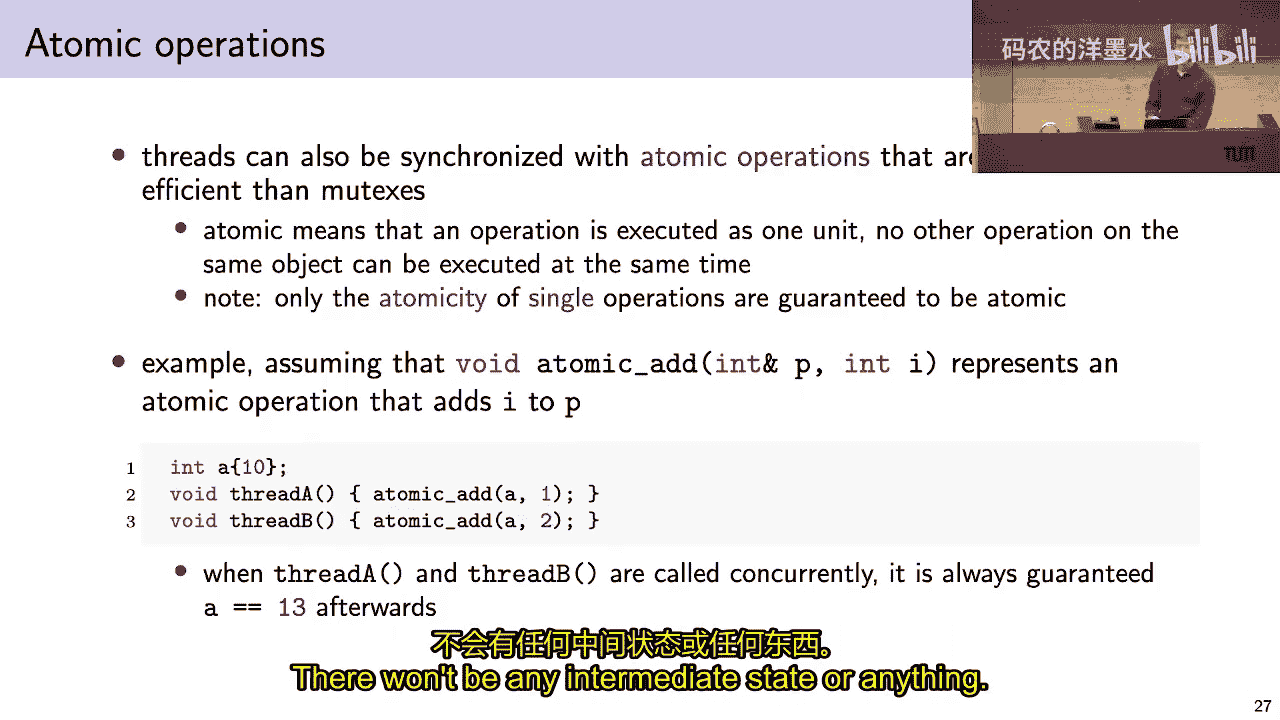 Atomic operations
码农的洋墨水 bilibili
TUM
• threads can also be synchronized with atomic operations that are
efficient than mutexes
• atomic means that an operation is executed as one unit, no other operation on the
same object can be executed at the same time
• note: only the atomicity of single operations are guaranteed to be atomic
• example, assuming that void atomic_add(int& p, int i) represents an
atomic operation that adds i to p
1 int a{10};
2 void threadA() { atomic_add(a, 1); }
3 void threadB() { atomic_add(a, 2); }
• when threadA() and threadB() are called concurrently, it is always guaranteed
a == 13 afterwards
不会有任何中间状态或任何东西。
There won't be any intermediate state or anything.
27